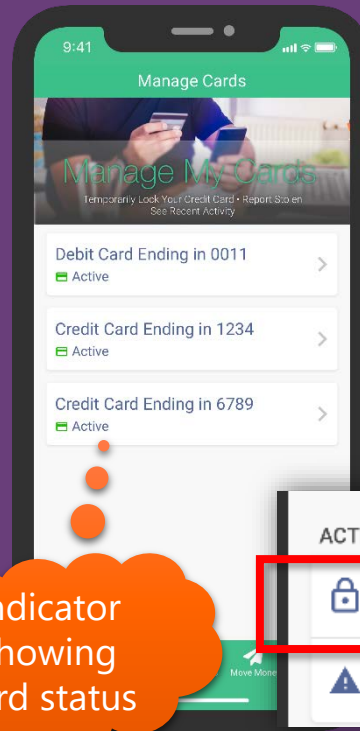 9:41
Manage Cards
Manage My Cards
Temporarily Lock Your Credit Card • Report Stolen
See Recent Activity
Debit Card Ending in 0011
Active
Credit Card Ending in 1234
Active
Credit Card Ending in 6789
Active
ACT
ndicator
howing
rd status
Move Mone